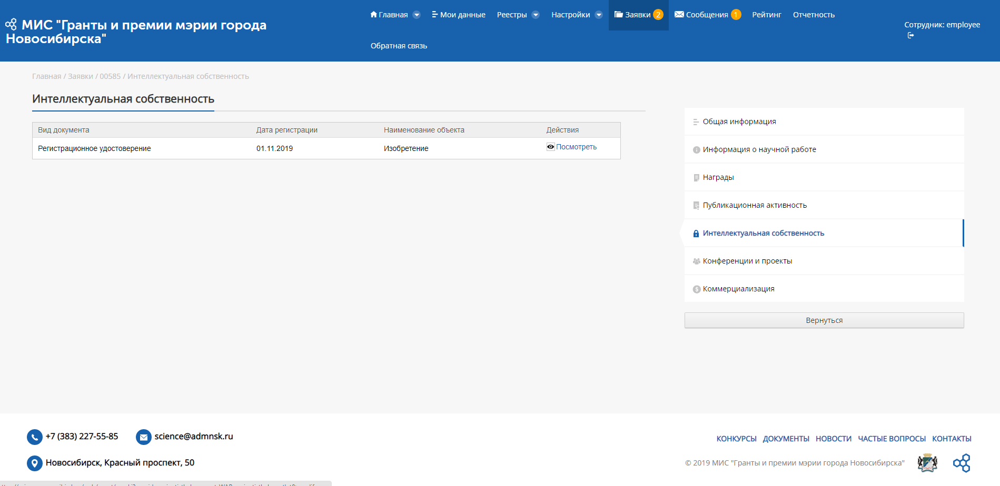 МИС "Гранты и премии мэрии города
Новосибирска"
Главная
Мои данные
Реестры
Настройки
Заявки 2
Сообщения 1
Рейтинг
Отчетность
Обратная связь
Сотрудник: employee
Главная / Заявки / 00585 / Интеллектуальная собственность
Интеллектуальная собственность
Вид документа Дата регистрации Наименование объекта Действия
Регистрационное удостоверение 01.11.2019 Изобретение Посмотреть
Общая информация
Информация о научной работе
Награды
Публикационная активность
Интеллектуальная собственность
Конференции и проекты
Коммерциализация
Вернуться
+7 (383) 227-55-85 science@admnsk.ru
Новосибирск, Красный проспект, 50
КОНКУРСЫ ДОКУМЕНТЫ НОВОСТИ ЧАСТЫЕ ВОПРОСЫ КОНТАКТЫ
© 2019 МИС "Гранты и премии мэрии города Новосибирска"